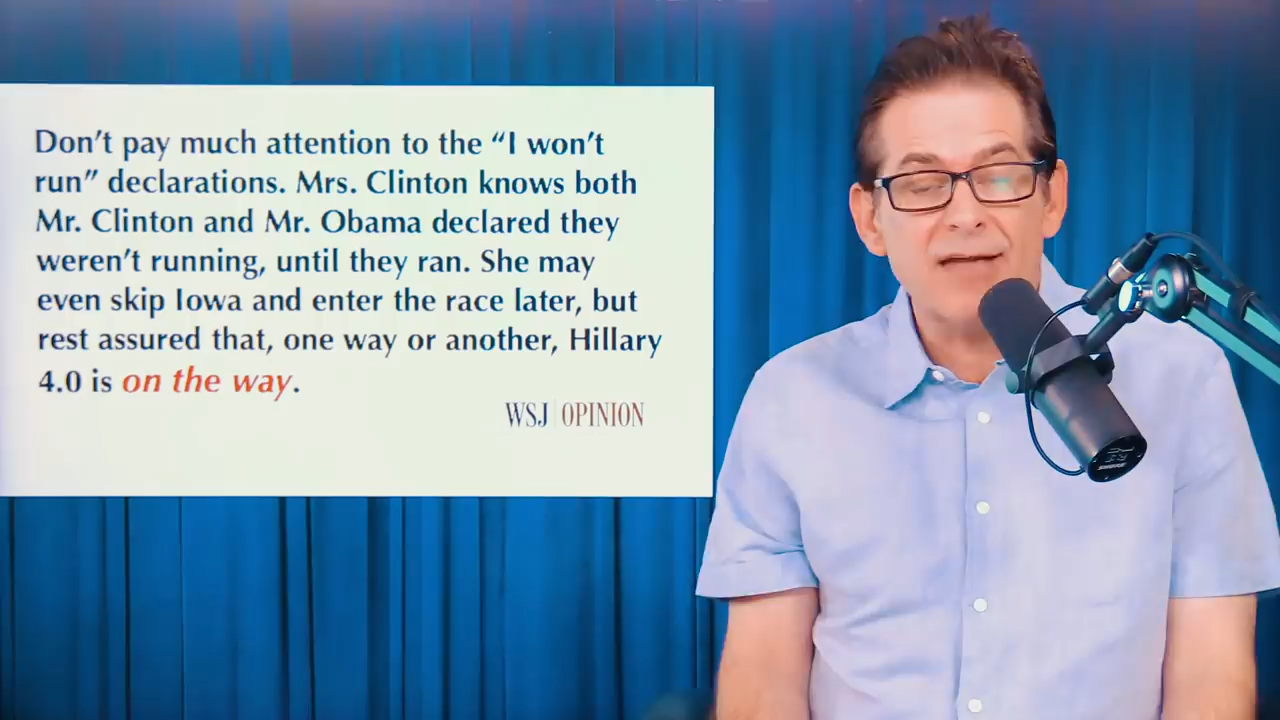 Don’t pay much attention to the “I won’t
run” declarations. Mrs. Clinton knows both
Mr. Clinton and Mr. Obama declared they
weren’t running, until they ran. She may
even skip Iowa and enter the race later, but
rest assured that, one way or another, Hillary
4.0 is on the way.
WSJ | OPINION
SHURE